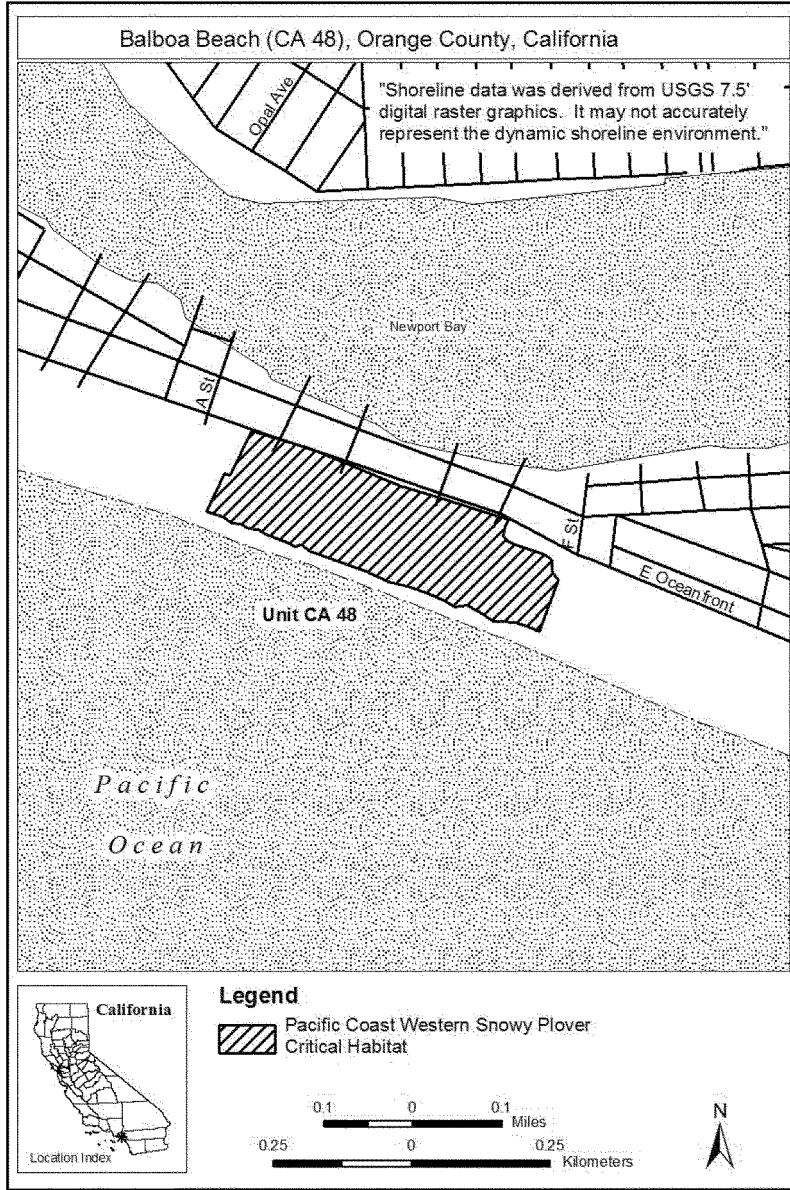 Balboa Beach (CA 48), Orange County, California
"Shoreline data was derived from USGS 7.5'
digital raster graphics. It may not accurately
represent the dynamic shoreline environment."
Opal Ave
Newport Bay
A St
F St
E Oceanfront
Unit CA 48
Pacific
Ocean
California
Location Index
Legend
Pacific Coast Western Snowy Plover
Critical Habitat
0.1 0 0.1
Miles
0.25 0 0.25
Kilometers
N